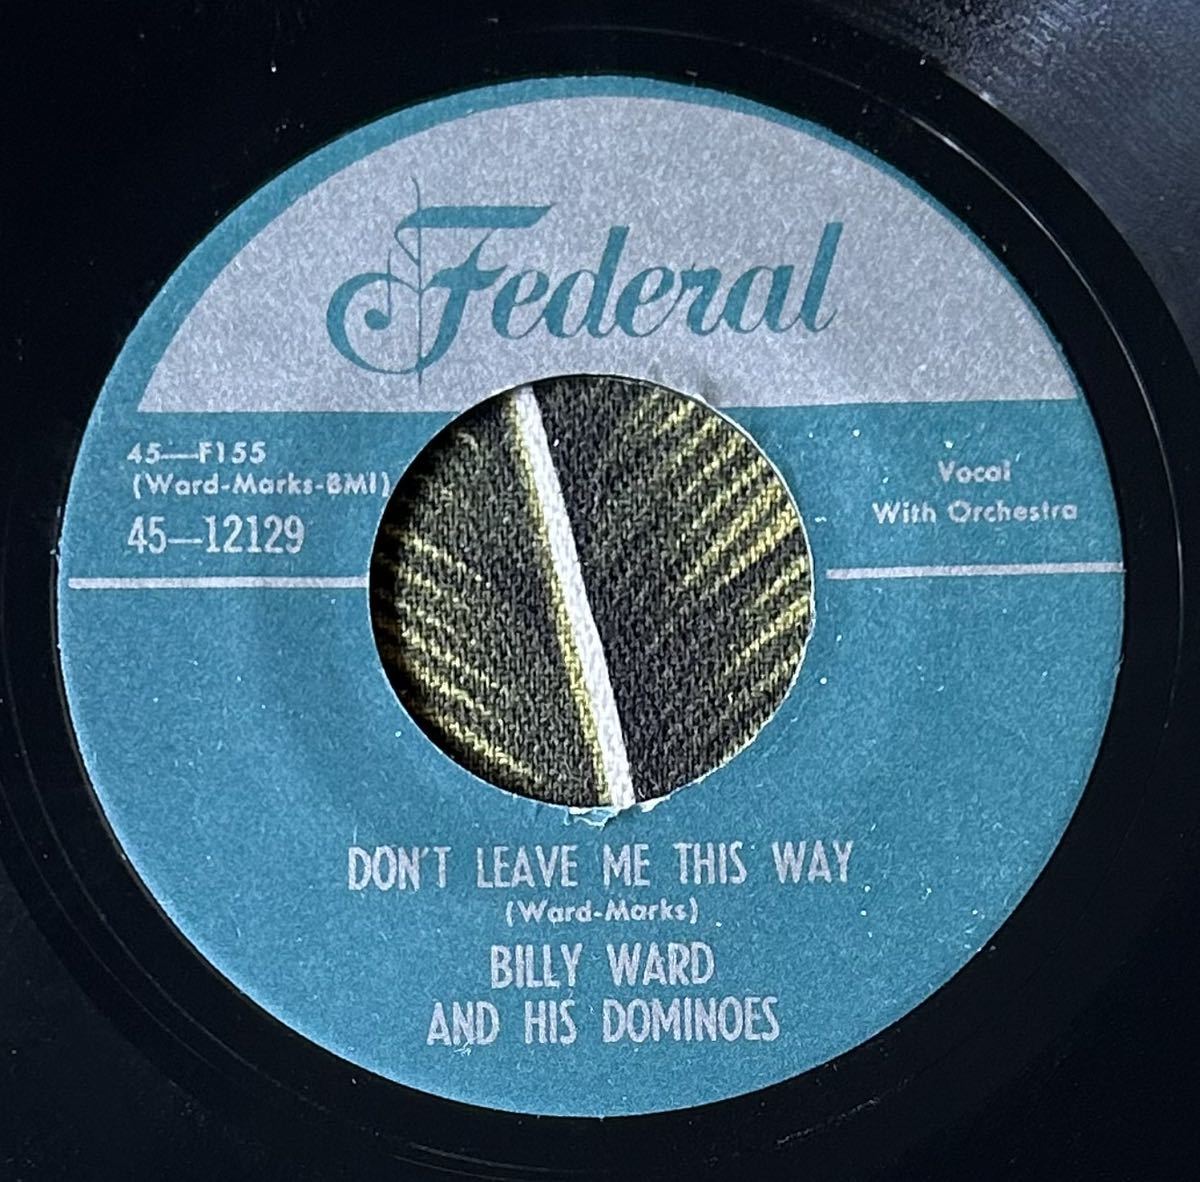 Federal
45—F155
(Ward-Marks-BMI)
45—12129
Vocal
With Orchestra
DON'T LEAVE ME THIS WAY
(Ward-Marks)
BILLY WARD
AND HIS DOMINOES